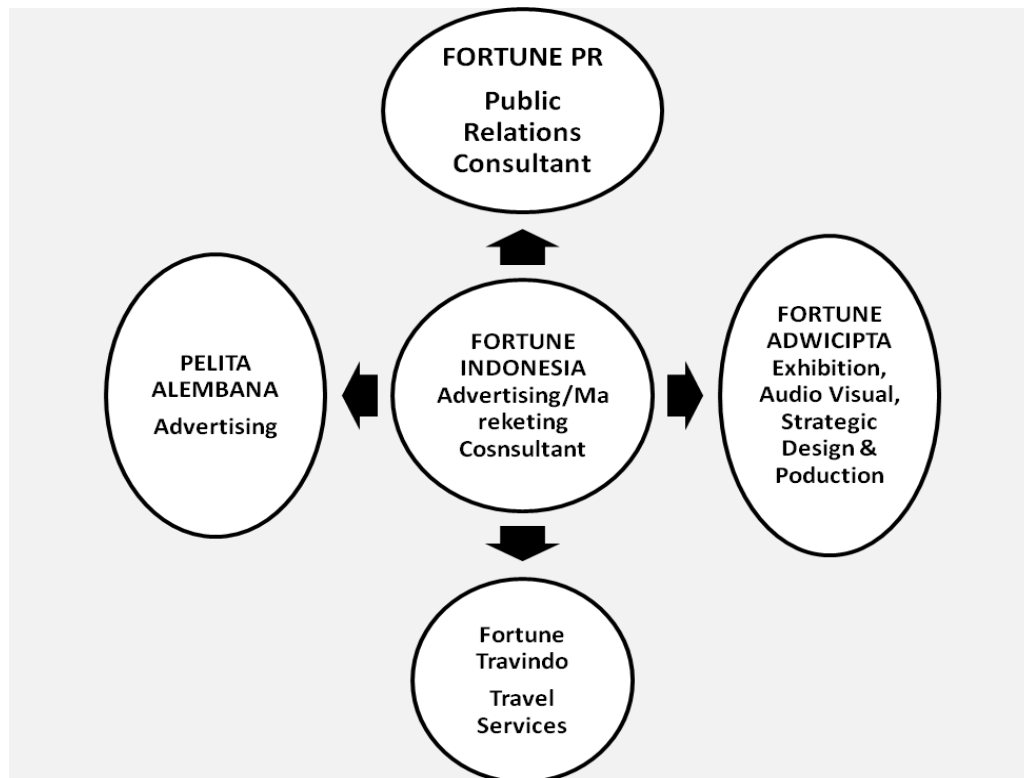 FORTUNE PR
Public
Relations
Consultant
PELITA
ALEMBANA
Advertising
FORTUNE
INDONESIA
Advertising/Ma
rketing
Cosnsultant
FORTUNE
ADWICIPTA
Exhibition,
Audio Visual,
Strategic
Design &
Poduction
Fortune
Travindo
Travel
Services